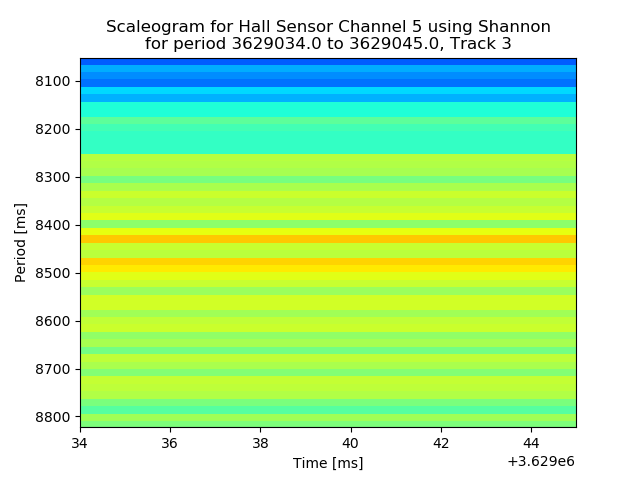 Scaleogram for Hall Sensor Channel 5 using Shannon
for period 3629034.0 to 3629045.0, Track 3
Period [ms]
8100
8200
8300
8400
8500
8600
8700
8800
34 36 38 40 42 44
Time [ms]
+3.629e6